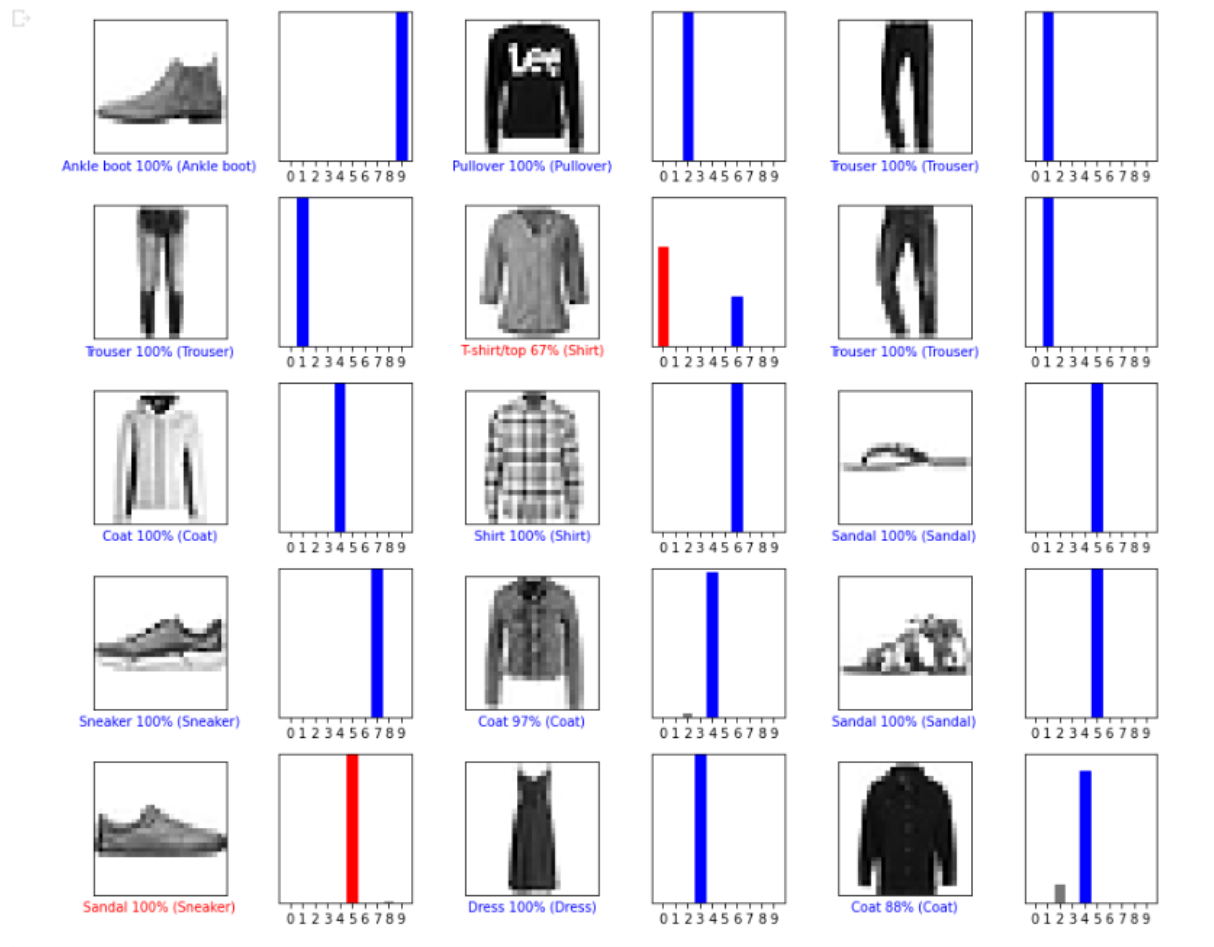 Lee
Ankle boot 100% (Ankle boot)
0 1 2 3 4 5 6 7 8 9
Pullover 100% (Pullover)
0 1 2 3 4 5 6 7 8 9
Trouser 100% (Trouser)
0 1 2 3 4 5 6 7 8 9
Trouser 100% (Trouser)
0 1 2 3 4 5 6 7 8 9
T-shirt/top 67% (Shirt)
0 1 2 3 4 5 6 7 8 9
Trouser 100% (Trouser)
0 1 2 3 4 5 6 7 8 9
Coat 100% (Coat)
0 1 2 3 4 5 6 7 8 9
Shirt 100% (Shirt)
0 1 2 3 4 5 6 7 8 9
Sandal 100% (Sandal)
0 1 2 3 4 5 6 7 8 9
Sneaker 100% (Sneaker)
0 1 2 3 4 5 6 7 8 9
Coat 97% (Coat)
0 1 2 3 4 5 6 7 8 9
Sandal 100% (Sandal)
0 1 2 3 4 5 6 7 8 9
Sandal 100% (Sneaker)
0 1 2 3 4 5 6 7 8 9
Dress 100% (Dress)
0 1 2 3 4 5 6 7 8 9
Coat 88% (Coat)
0 1 2 3 4 5 6 7 8 9